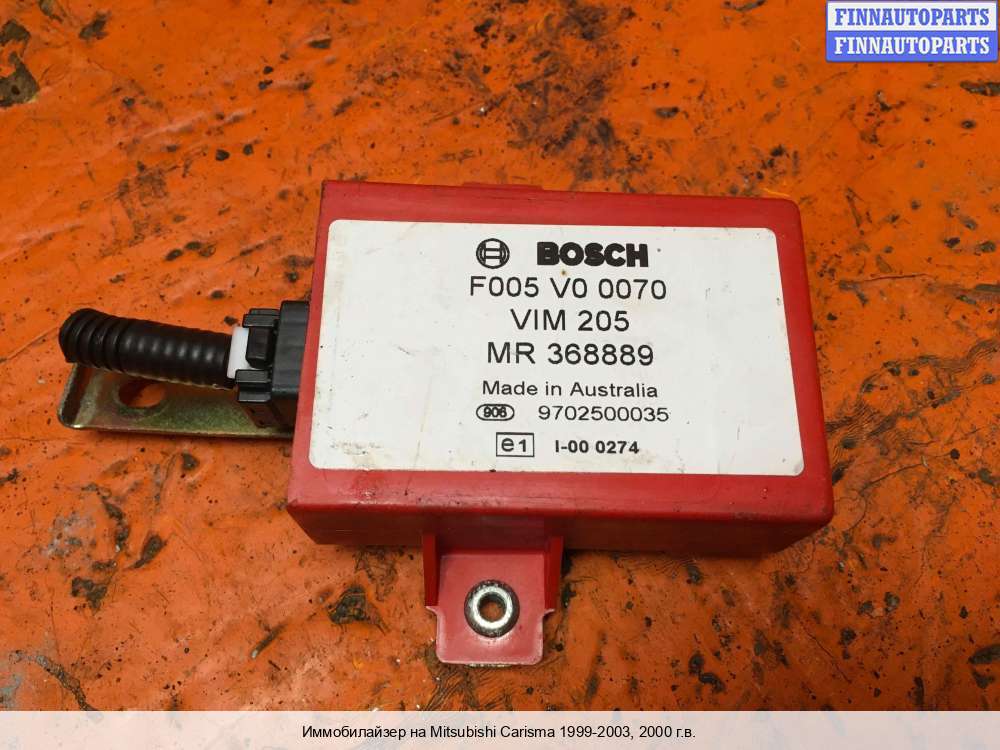 FINNAUTOPARTS
FINNAUTOPARTS
BOSCH
F005 V0 0070
VIM 205
MR 368889
Made in Australia
906 9702500035
e1 I-00 0274
Иммобилайзер на Mitsubishi Carisma 1999-2003, 2000 г.в.